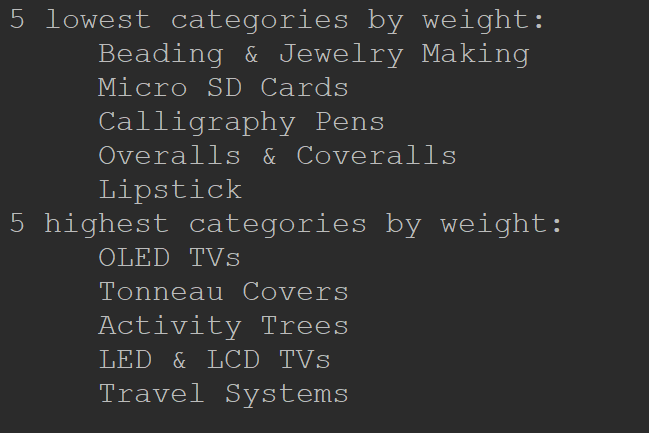 5 lowest categories by weight:
Beading & Jewelry Making
Micro SD Cards
Calligraphy Pens
Overalls & Coveralls
Lipstick
5 highest categories by weight:
OLED TVs
Tonneau Covers
Activity Trees
LED & LCD TVs
Travel Systems